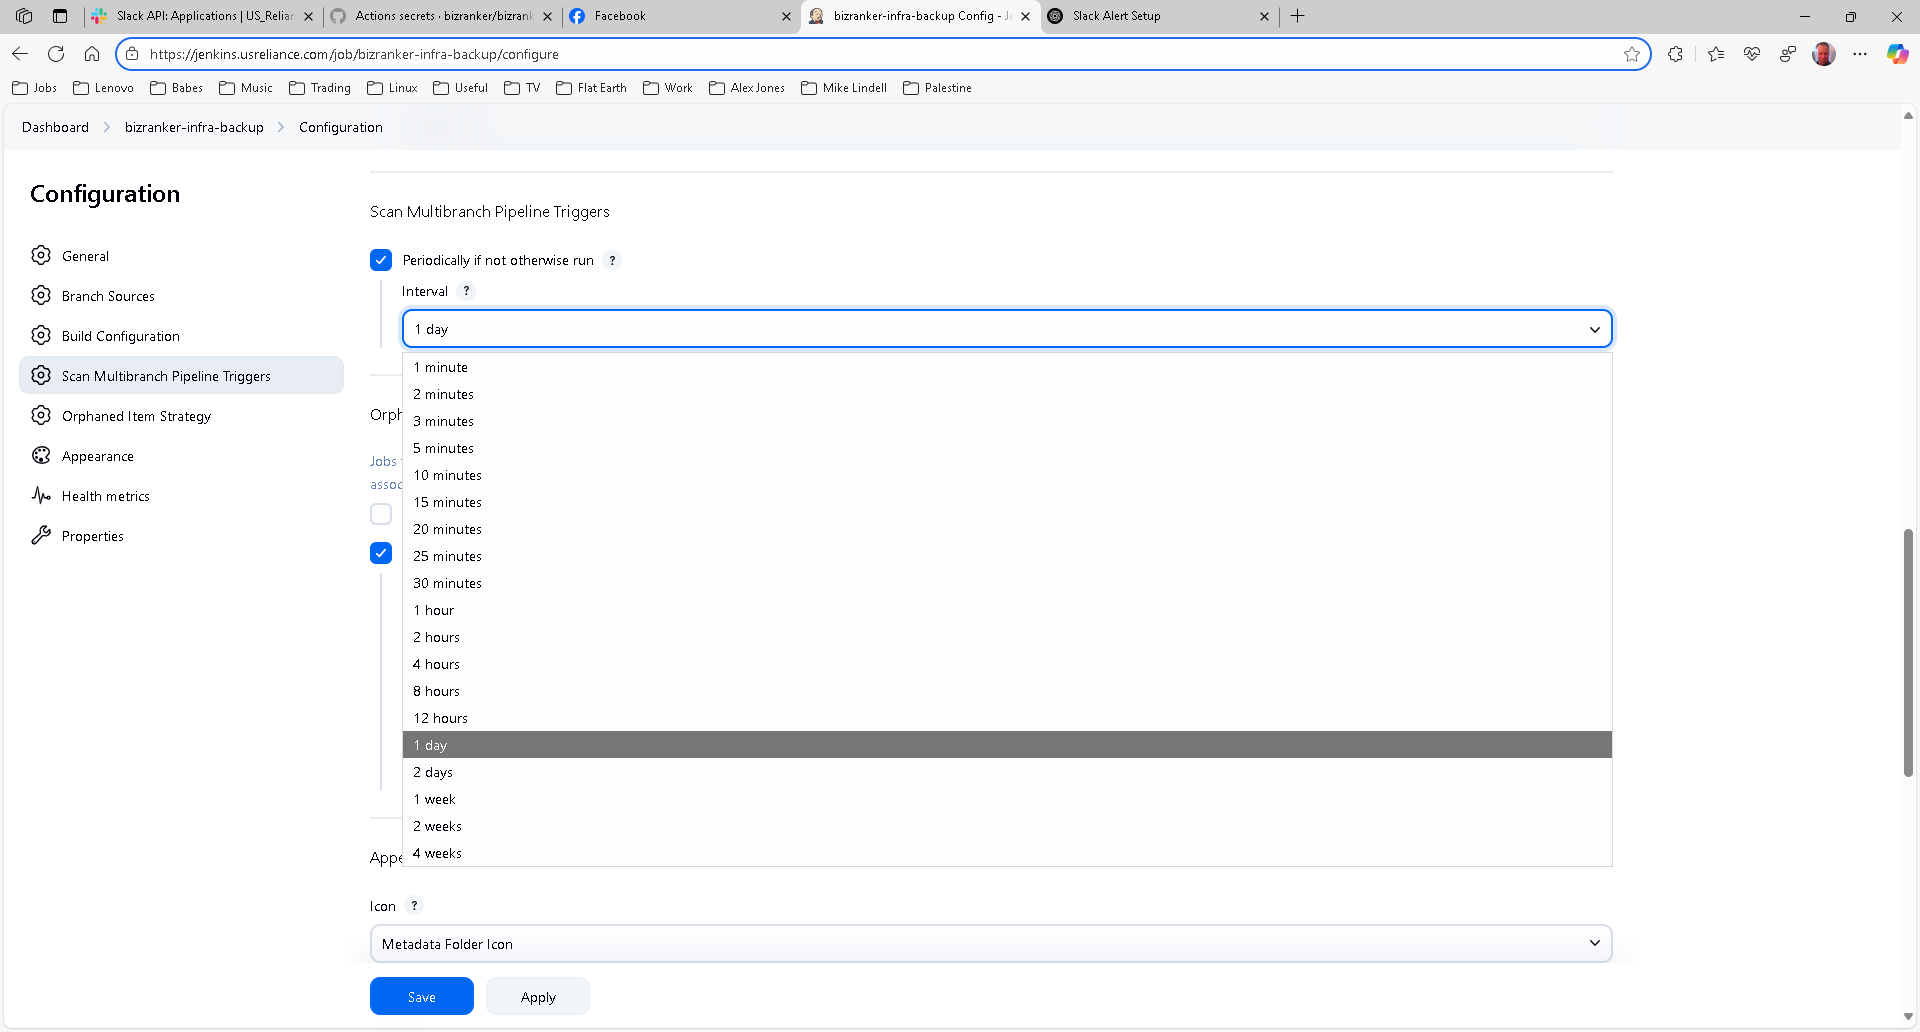 Slack API: Applications | US_Relian
Actions secrets · bizranker/bizrank
Facebook
bizranker-infra-backup Config - Je
Slack Alert Setup
https://jenkins.usreliance.com/job/bizranker-infra-backup/configure
Jobs
Lenovo
Babes
Music
Trading
Linux
Useful
TV
Flat Earth
Work
Alex Jones
Mike Lindell
Palestine
Dashboard
bizranker-infra-backup
Configuration
Configuration
General
Branch Sources
Build Configuration
Scan Multibranch Pipeline Triggers
Orphaned Item Strategy
Appearance
Health metrics
Properties
Scan Multibranch Pipeline Triggers
Periodically if not otherwise run ?
Interval ?
1 day
1 minute
2 minutes
3 minutes
5 minutes
10 minutes
15 minutes
20 minutes
25 minutes
30 minutes
1 hour
2 hours
4 hours
8 hours
12 hours
1 day
2 days
1 week
2 weeks
4 weeks
Orph
Jobs
assoc
Appe
Icon ?
Metadata Folder Icon
Save
Apply